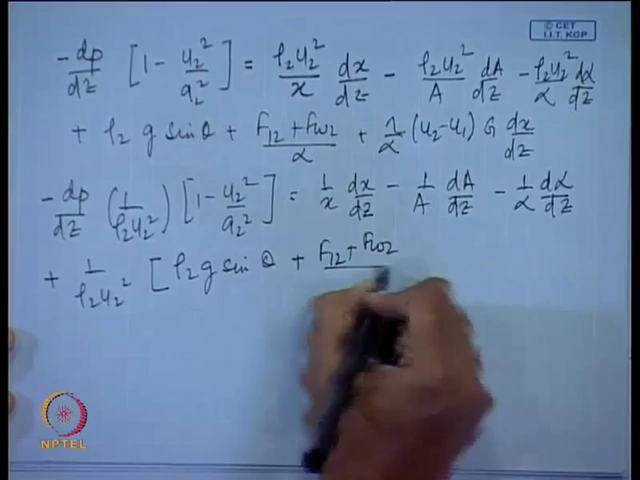 © CET
I.I.T. KGP
-dp/dz [1 - u₂²/a₂²] = ρ₂u₂²/x dx/dz - ρ₂u₂²/A dA/dz - ρ₂u₂²/α dα/dz
+ ρ₂ g sin θ + (F₁₂ + Fw₂)/α + 1/α (u₂-u₁) G dx/dz
-dp/dz (1/ρ₂u₂²) [1 - u₂²/a₂²] = 1/x dx/dz - 1/A dA/dz - 1/α dα/dz
+ 1/ρ₂u₂² [ρ₂ g sin θ + F₁₂ + Fw₂
NPTEL